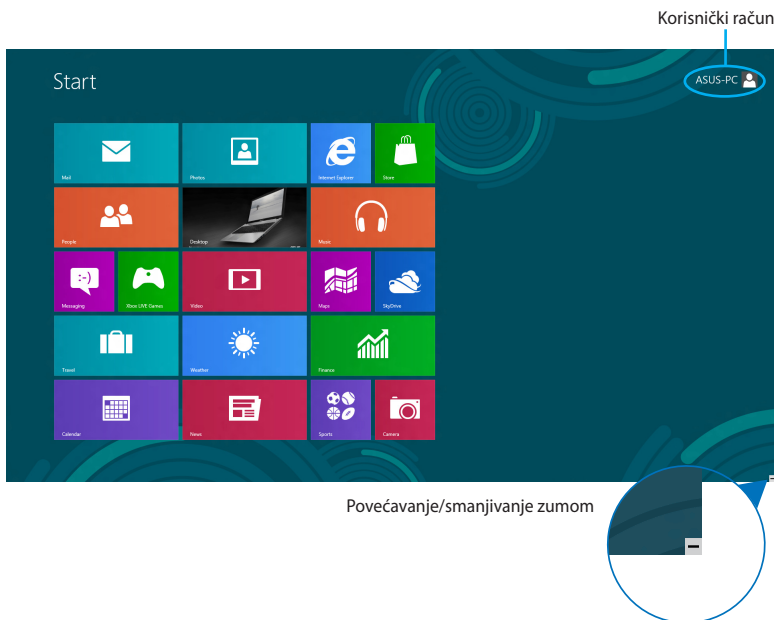 Korisnički račun
Start
ASUS-PC
Mail
Photos
Internet Explorer
Store
People
Desktop
Music
Messaging
Xbox LIVE Games
Video
Maps
SkyDrive
Travel
Weather
Finance
Calendar
News
Sports
Camera
Povećavanje/smanjivanje zumom